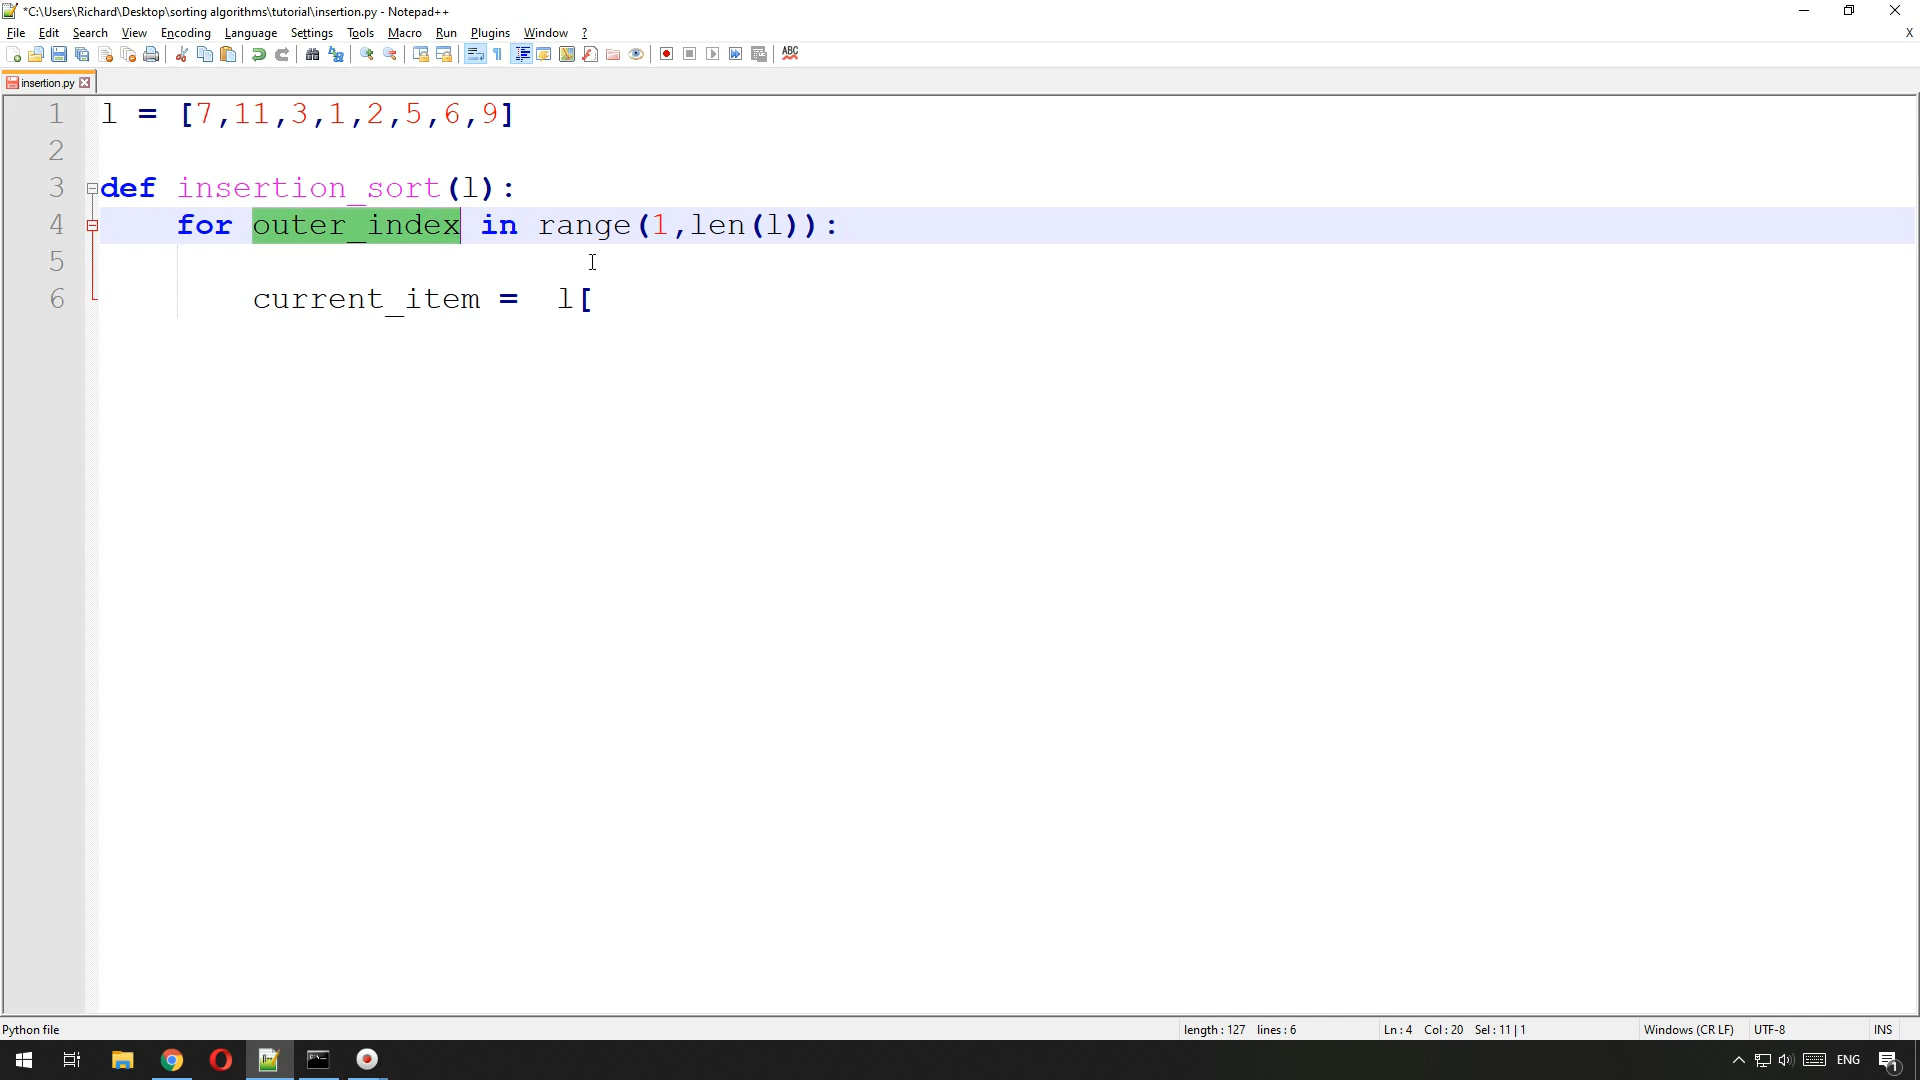 *C:\Users\Richard\Desktop\sorting algorithms\tutorial\insertion.py - Notepad++
File Edit Search View Encoding Language Settings Tools Macro Run Plugins Window ? X
ABC
insertion.py
1 l = [7,11,3,1,2,5,6,9]
2
3 def insertion_sort(l):
4 for outer_index in range(1,len(l)):
5
6 current_item =  l[
Python file length : 127 lines : 6 Ln : 4 Col : 20 Sel : 11 | 1 Windows (CR LF) UTF-8 INS
ENG 1